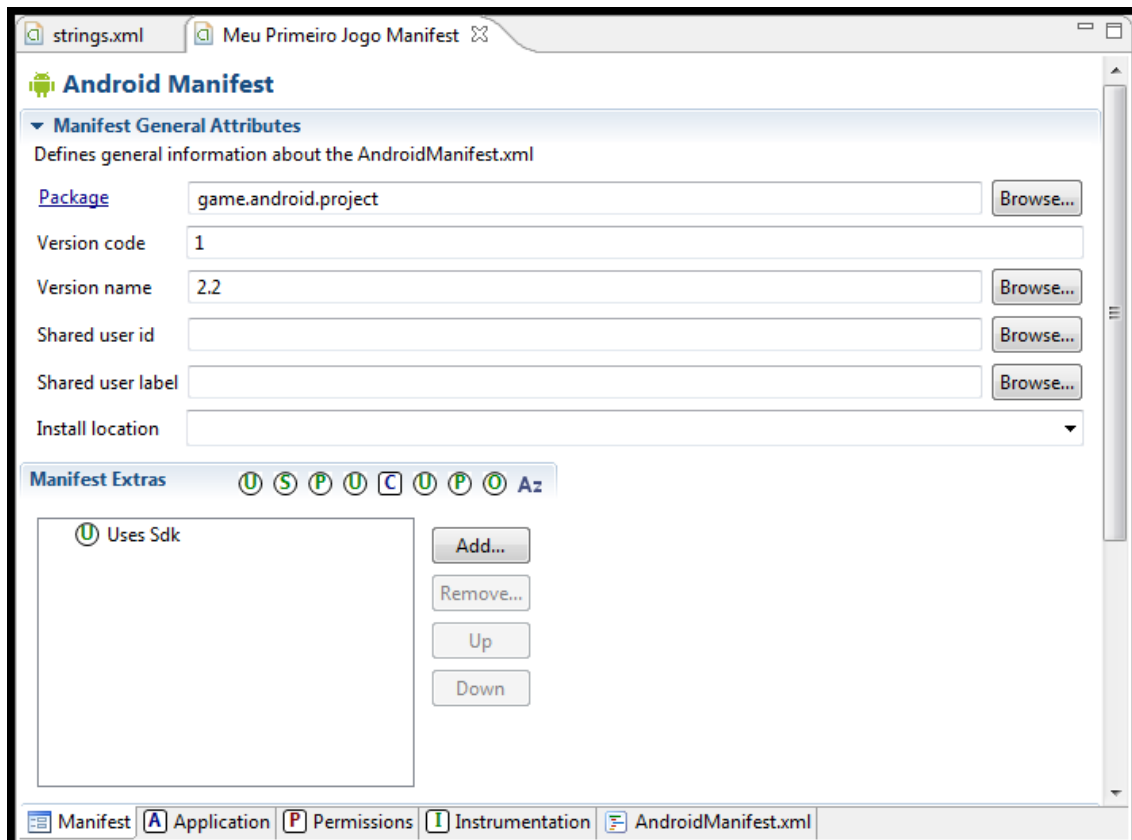 strings.xml Meu Primeiro Jogo Manifest
Android Manifest
Manifest General Attributes
Defines general information about the AndroidManifest.xml
Package game.android.project Browse...
Version code 1
Version name 2.2 Browse...
Shared user id Browse...
Shared user label Browse...
Install location
Manifest Extras U S P U C U P O Az
U Uses Sdk Add...
Remove...
Up
Down
Manifest A Application P Permissions I Instrumentation AndroidManifest.xml